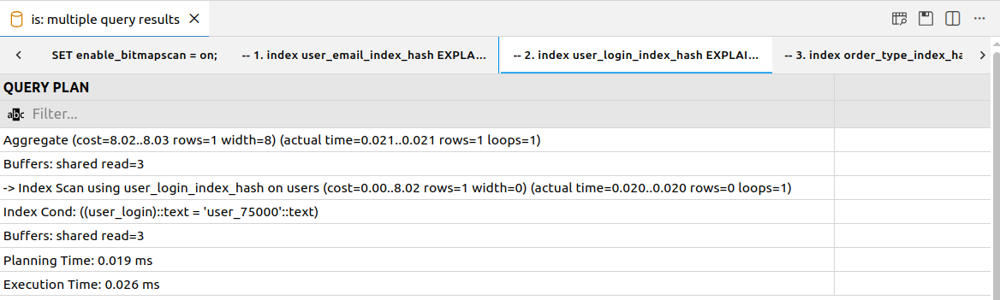 is: multiple query results
SET enable_bitmapscan = on;
-- 1. index user_email_index_hash EXPLA...
-- 2. index user_login_index_hash EXPLAI...
-- 3. index order_type_index_ha
QUERY PLAN
abc Filter...
Aggregate (cost=8.02..8.03 rows=1 width=8) (actual time=0.021..0.021 rows=1 loops=1)
Buffers: shared read=3
-> Index Scan using user_login_index_hash on users (cost=0.00..8.02 rows=1 width=0) (actual time=0.020..0.020 rows=0 loops=1)
Index Cond: ((user_login)::text = 'user_75000'::text)
Buffers: shared read=3
Planning Time: 0.019 ms
Execution Time: 0.026 ms